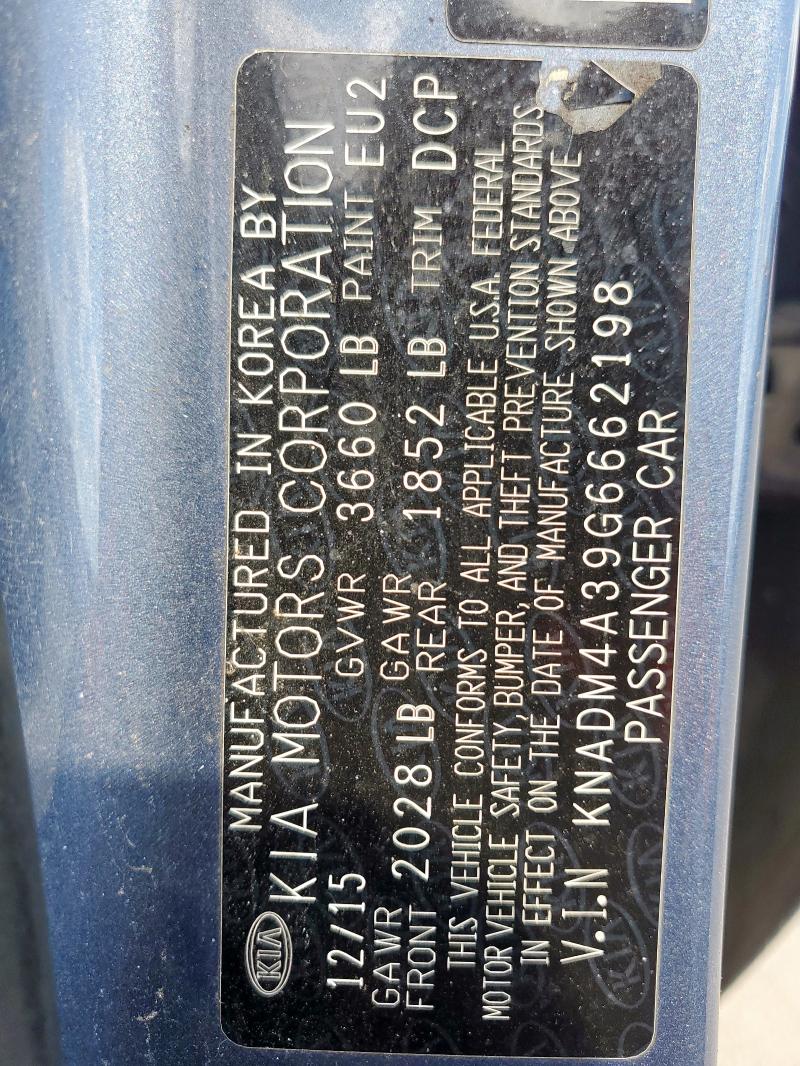 KIA
MANUFACTURED IN KOREA BY
KIA MOTORS CORPORATION
12/15 GVWR 3660 LB PAINT EU2
GAWR FRONT 2028 LB GAWR REAR 1852 LB TRIM DCP
THIS VEHICLE CONFORMS TO ALL APPLICABLE U.S.A. FEDERAL
MOTOR VEHICLE SAFETY, BUMPER, AND THEFT PREVENTION STANDARDS
IN EFFECT ON THE DATE OF MANUFACTURE SHOWN ABOVE
V.I.N KNADM4A39G6662198
PASSENGER CAR